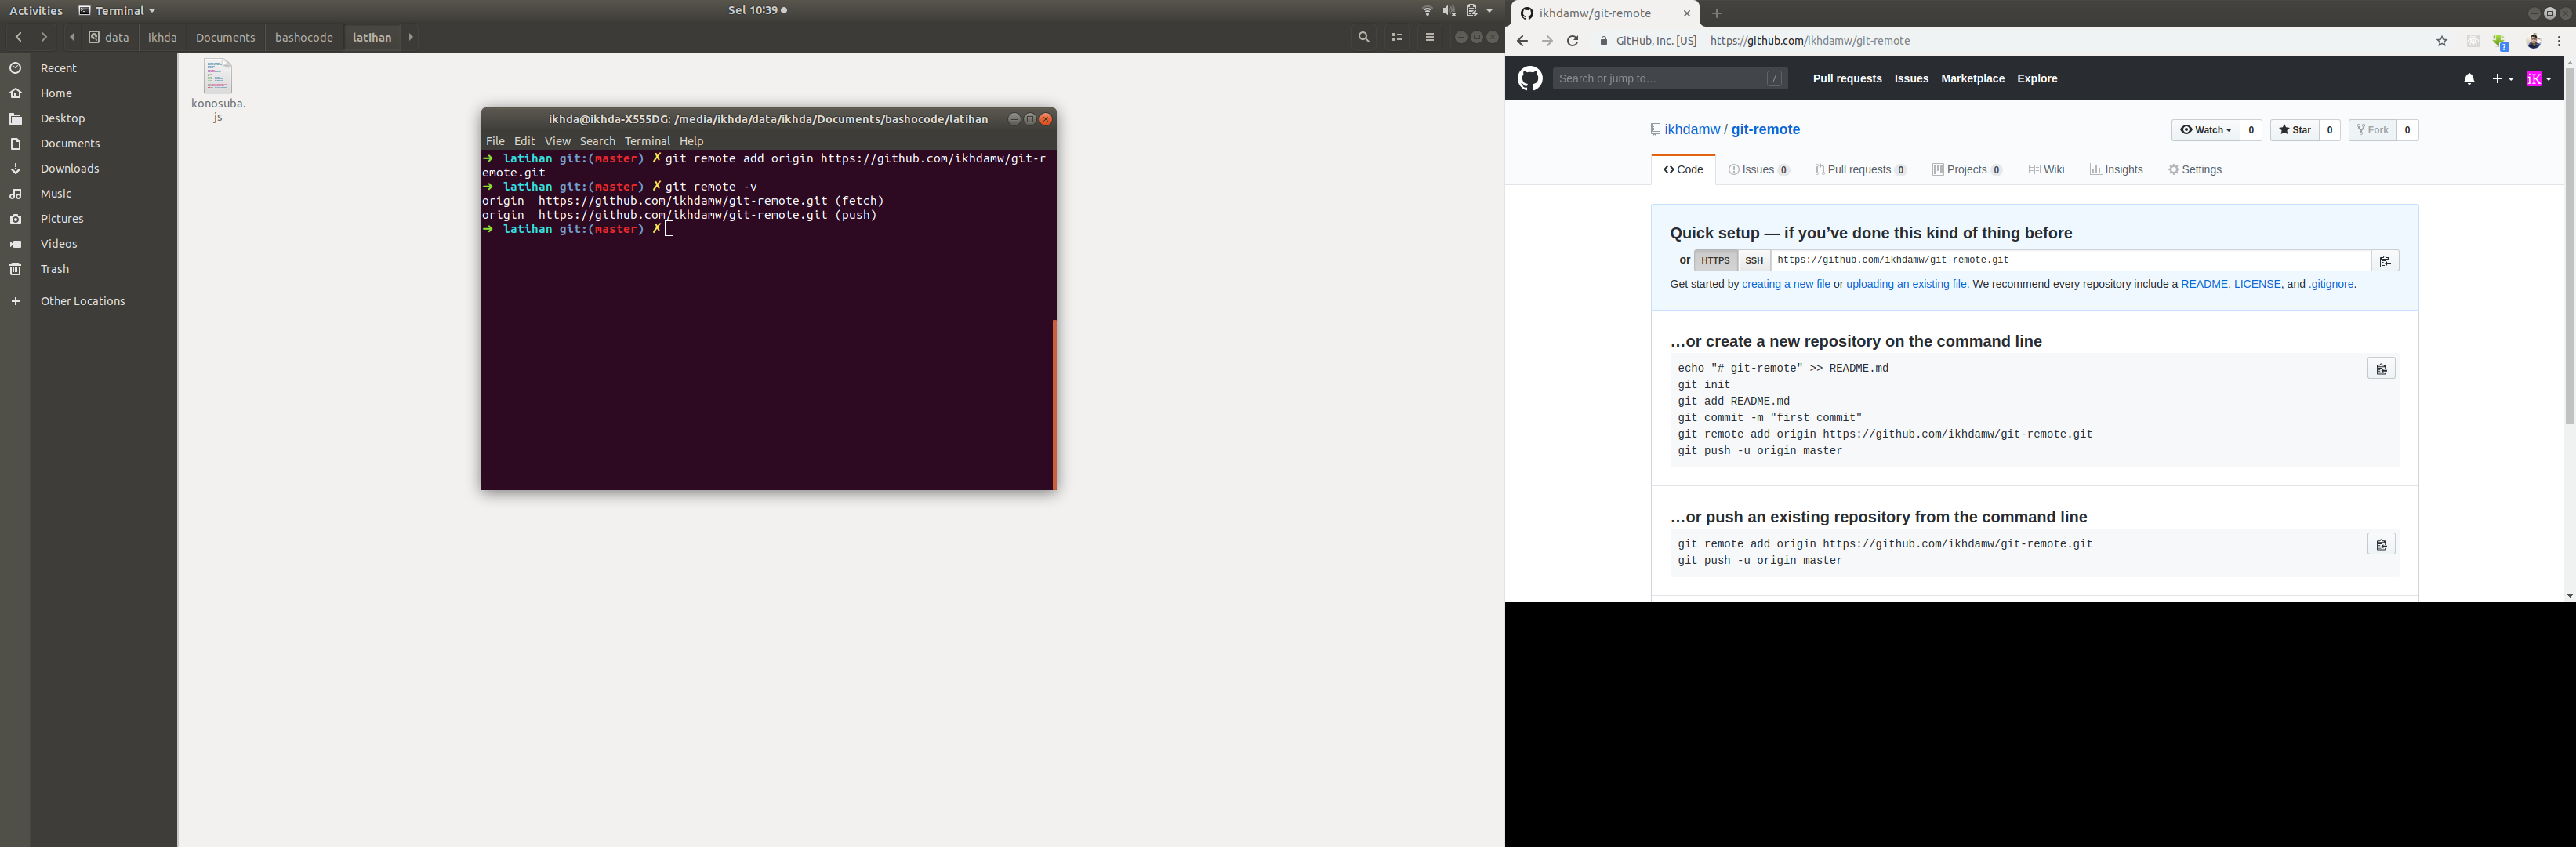 Activities
Terminal
Sel 10:39
data
ikhda
Documents
bashocode
latihan
Recent
Home
Desktop
Documents
Downloads
Music
Pictures
Videos
Trash
Other Locations
konosuba.
js
ikhda@ikhda-X555DG: /media/ikhda/data/ikhda/Documents/bashocode/latihan
File Edit View Search Terminal Help
➜ latihan git:(master) ✗ git remote add origin https://github.com/ikhdamw/git-r
emote.git
➜ latihan git:(master) ✗ git remote -v
origin https://github.com/ikhdamw/git-remote.git (fetch)
origin https://github.com/ikhdamw/git-remote.git (push)
➜ latihan git:(master) ✗
ikhdamw/git-remote
GitHub, Inc. [US] | https://github.com/ikhdamw/git-remote
Search or jump to… /
Pull requests Issues Marketplace Explore
iK
ikhdamw / git-remote
Watch 0 Star 0 Fork 0
Code Issues 0 Pull requests 0 Projects 0 Wiki Insights Settings
Quick setup — if you’ve done this kind of thing before
or HTTPS SSH https://github.com/ikhdamw/git-remote.git
Get started by creating a new file or uploading an existing file. We recommend every repository include a README, LICENSE, and .gitignore.
…or create a new repository on the command line
echo "# git-remote" >> README.md
git init
git add README.md
git commit -m "first commit"
git remote add origin https://github.com/ikhdamw/git-remote.git
git push -u origin master
…or push an existing repository from the command line
git remote add origin https://github.com/ikhdamw/git-remote.git
git push -u origin master